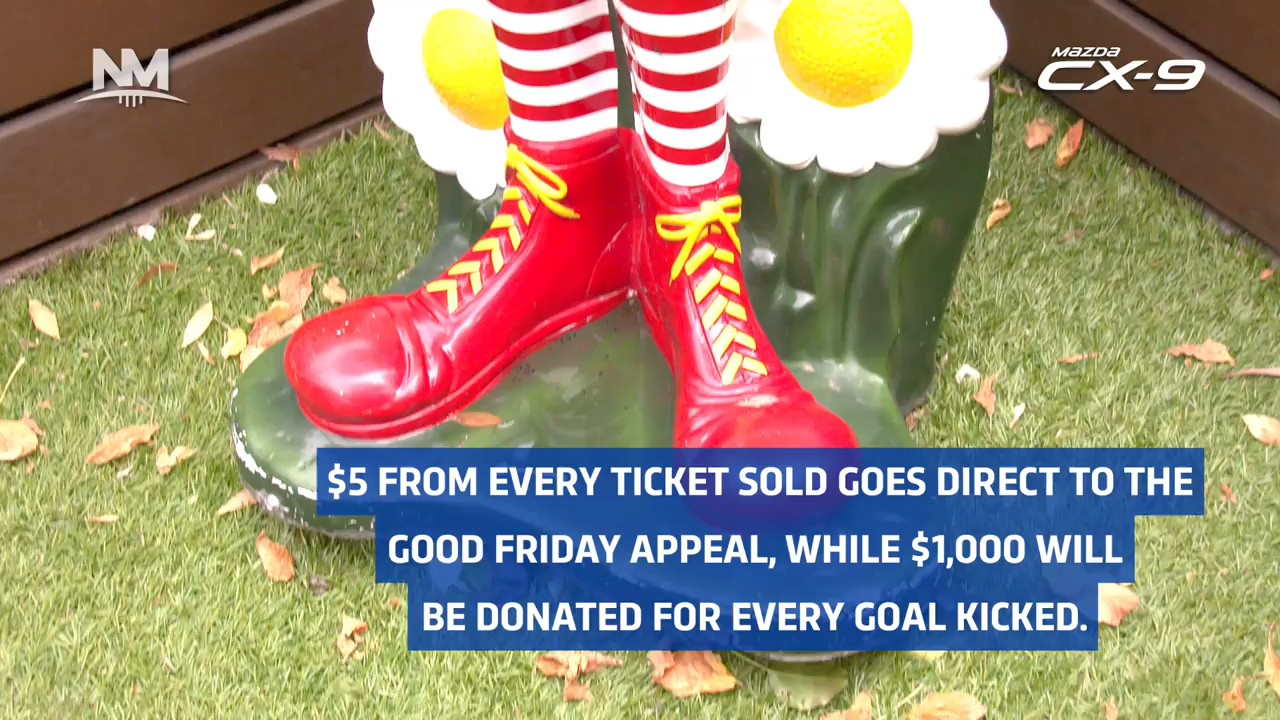 NM
MAZDA
CX-9
$5 FROM EVERY TICKET SOLD GOES DIRECT TO THE
GOOD FRIDAY APPEAL, WHILE $1,000 WILL
BE DONATED FOR EVERY GOAL KICKED.